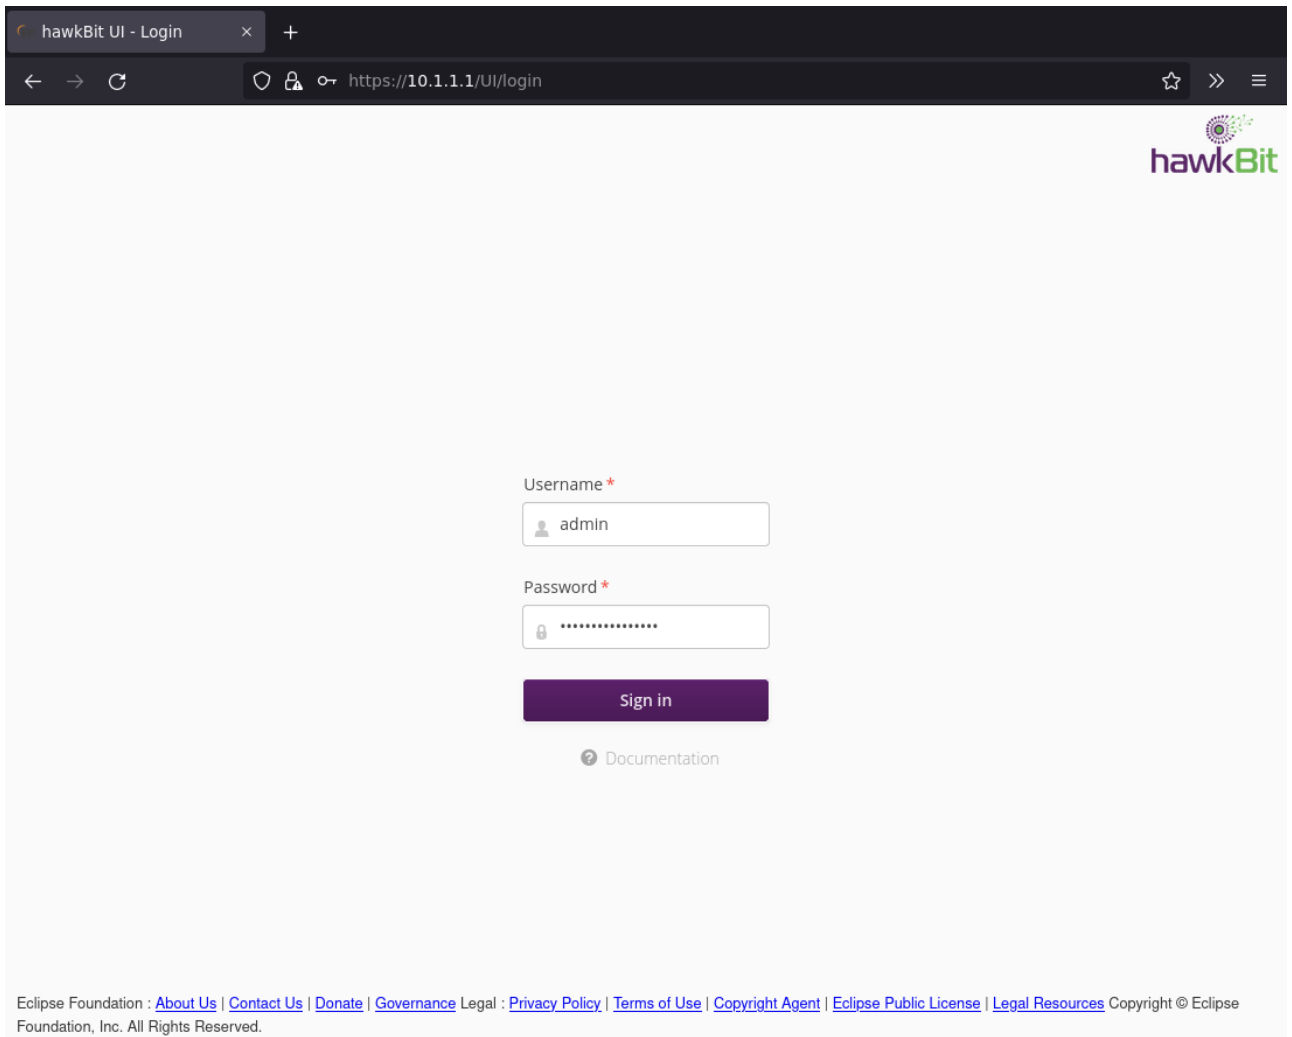 hawkBit UI - Login
https://10.1.1.1/UI/login
hawkBit
Username *
admin
Password *
••••••••••••••••
Sign in
Documentation
Eclipse Foundation : About Us | Contact Us | Donate | Governance Legal : Privacy Policy | Terms of Use | Copyright Agent | Eclipse Public License | Legal Resources Copyright © Eclipse
Foundation, Inc. All Rights Reserved.